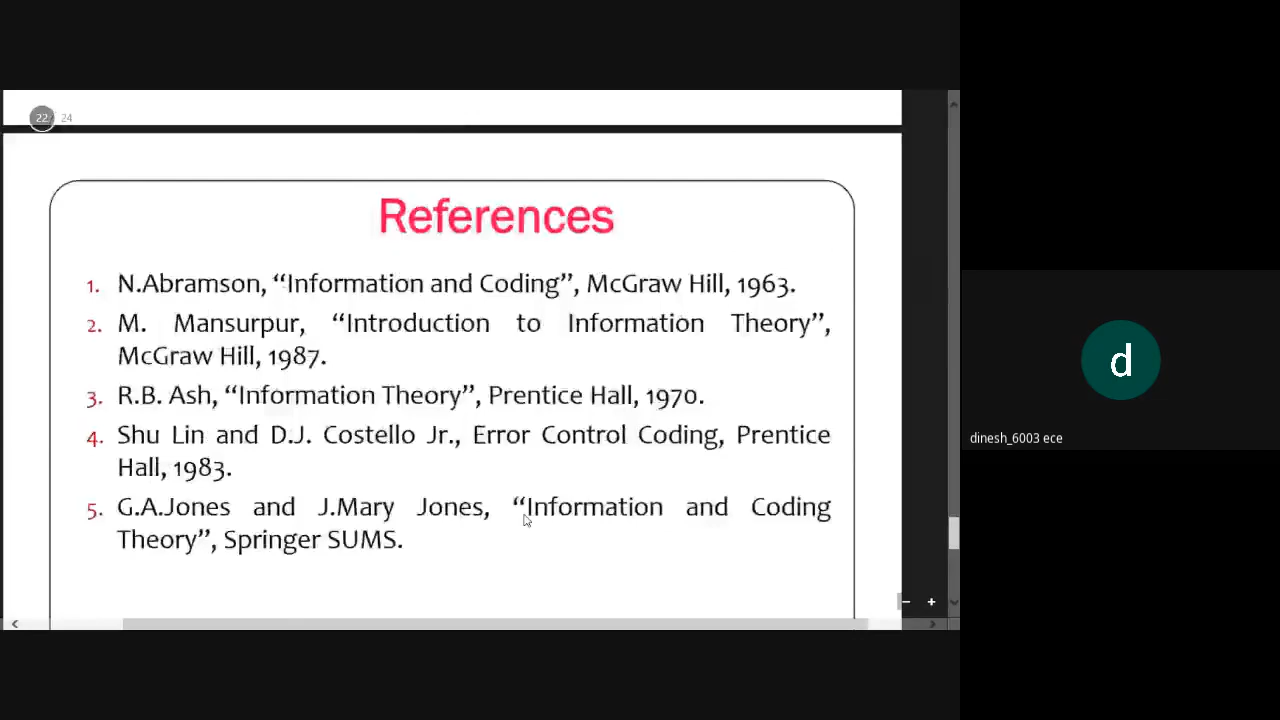 22 24
References
1. N.Abramson, “Information and Coding”, McGraw Hill, 1963.
2. M. Mansurpur, “Introduction to Information Theory”,
McGraw Hill, 1987.
3. R.B. Ash, “Information Theory”, Prentice Hall, 1970.
4. Shu Lin and D.J. Costello Jr., Error Control Coding, Prentice
Hall, 1983.
5. G.A.Jones and J.Mary Jones, “Information and Coding
Theory”, Springer SUMS.
d
dinesh_6003 ece